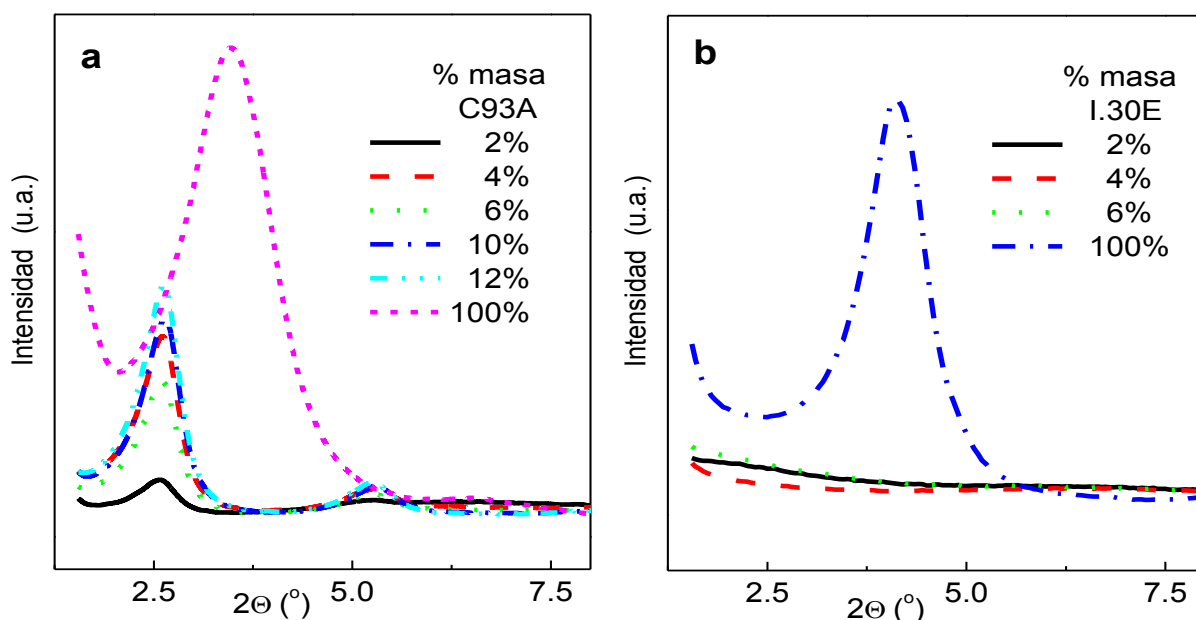 a
% masa
C93A
2%
4%
6%
10%
12%
100%
Intensidad (u.a.)
2.5 5.0 7.5
2Θ (°)
b
% masa
I.30E
2%
4%
6%
100%
Intensidad (u.a.)
2.5 5.0 7.5
2Θ (°)